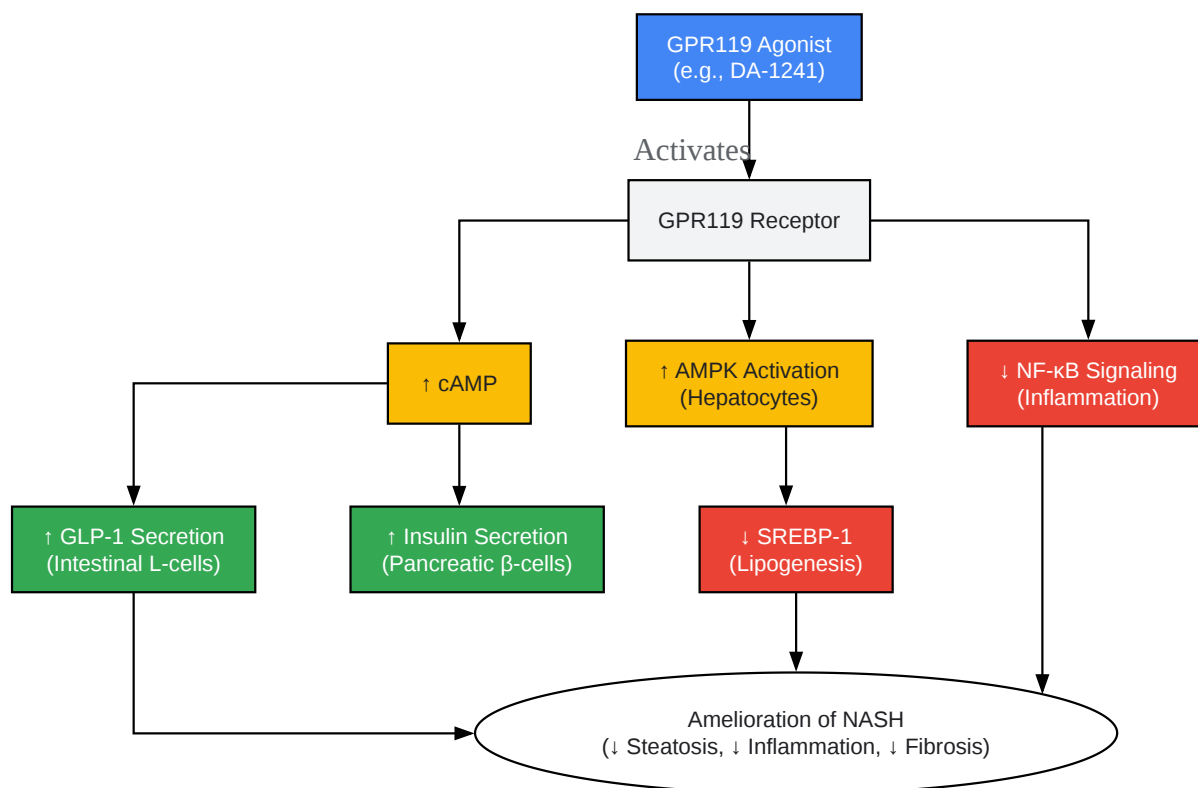 GPR119 Agonist
(e.g., DA-1241)
Activates
GPR119 Receptor
↑ cAMP
↑ AMPK Activation
(Hepatocytes)
↓ NF-κB Signaling
(Inflammation)
↑ GLP-1 Secretion
(Intestinal L-cells)
↑ Insulin Secretion
(Pancreatic β-cells)
↓ SREBP-1
(Lipogenesis)
Amelioration of NASH
(↓ Steatosis, ↓ Inflammation, ↓ Fibrosis)